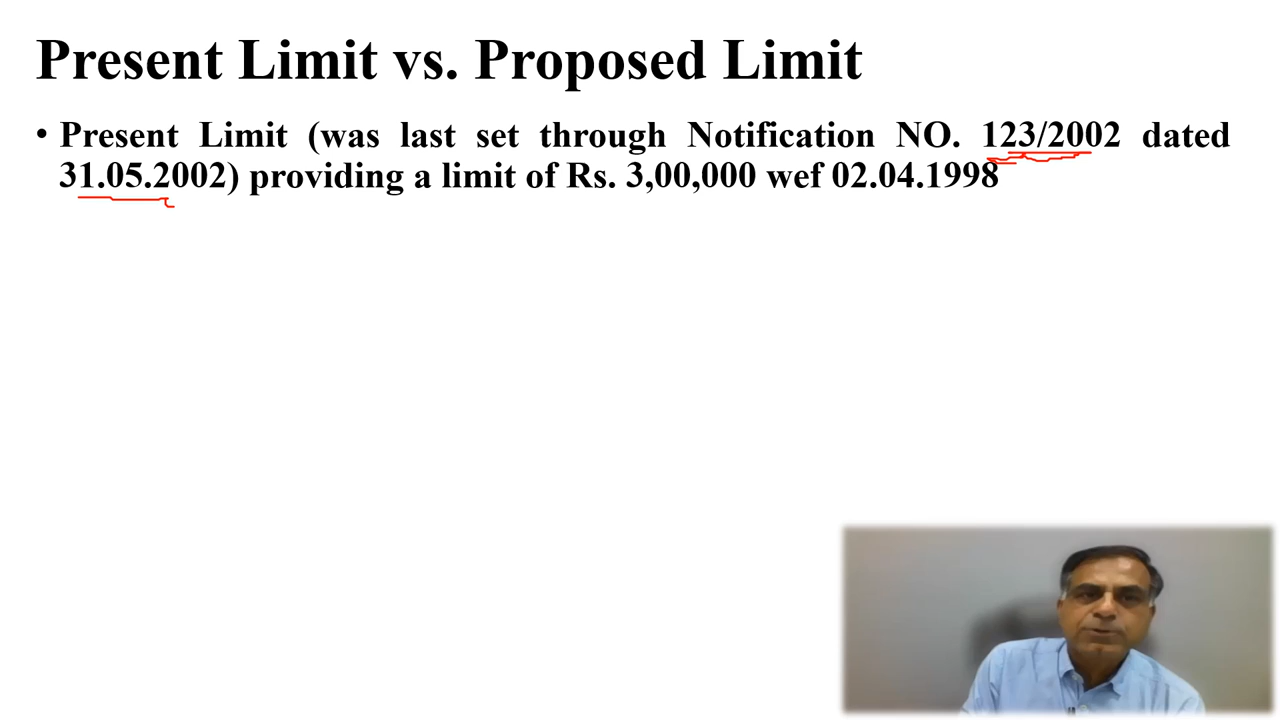 Present Limit vs. Proposed Limit
• Present Limit (was last set through Notification NO. 123/2002 dated
31.05.2002) providing a limit of Rs. 3,00,000 wef 02.04.1998